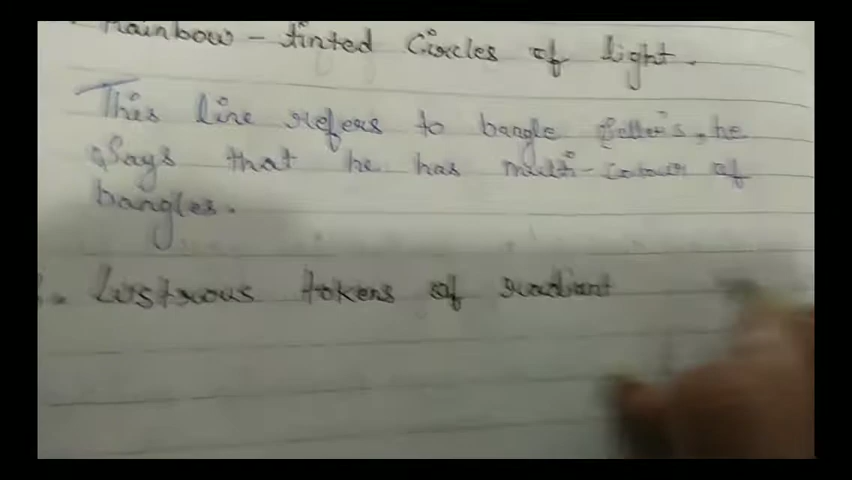 Rainbow - tinted Circles of light.
This line refers to bangle sellers, he
Says that he has multi-colour of
bangles.
Lustrous tokens of radiant